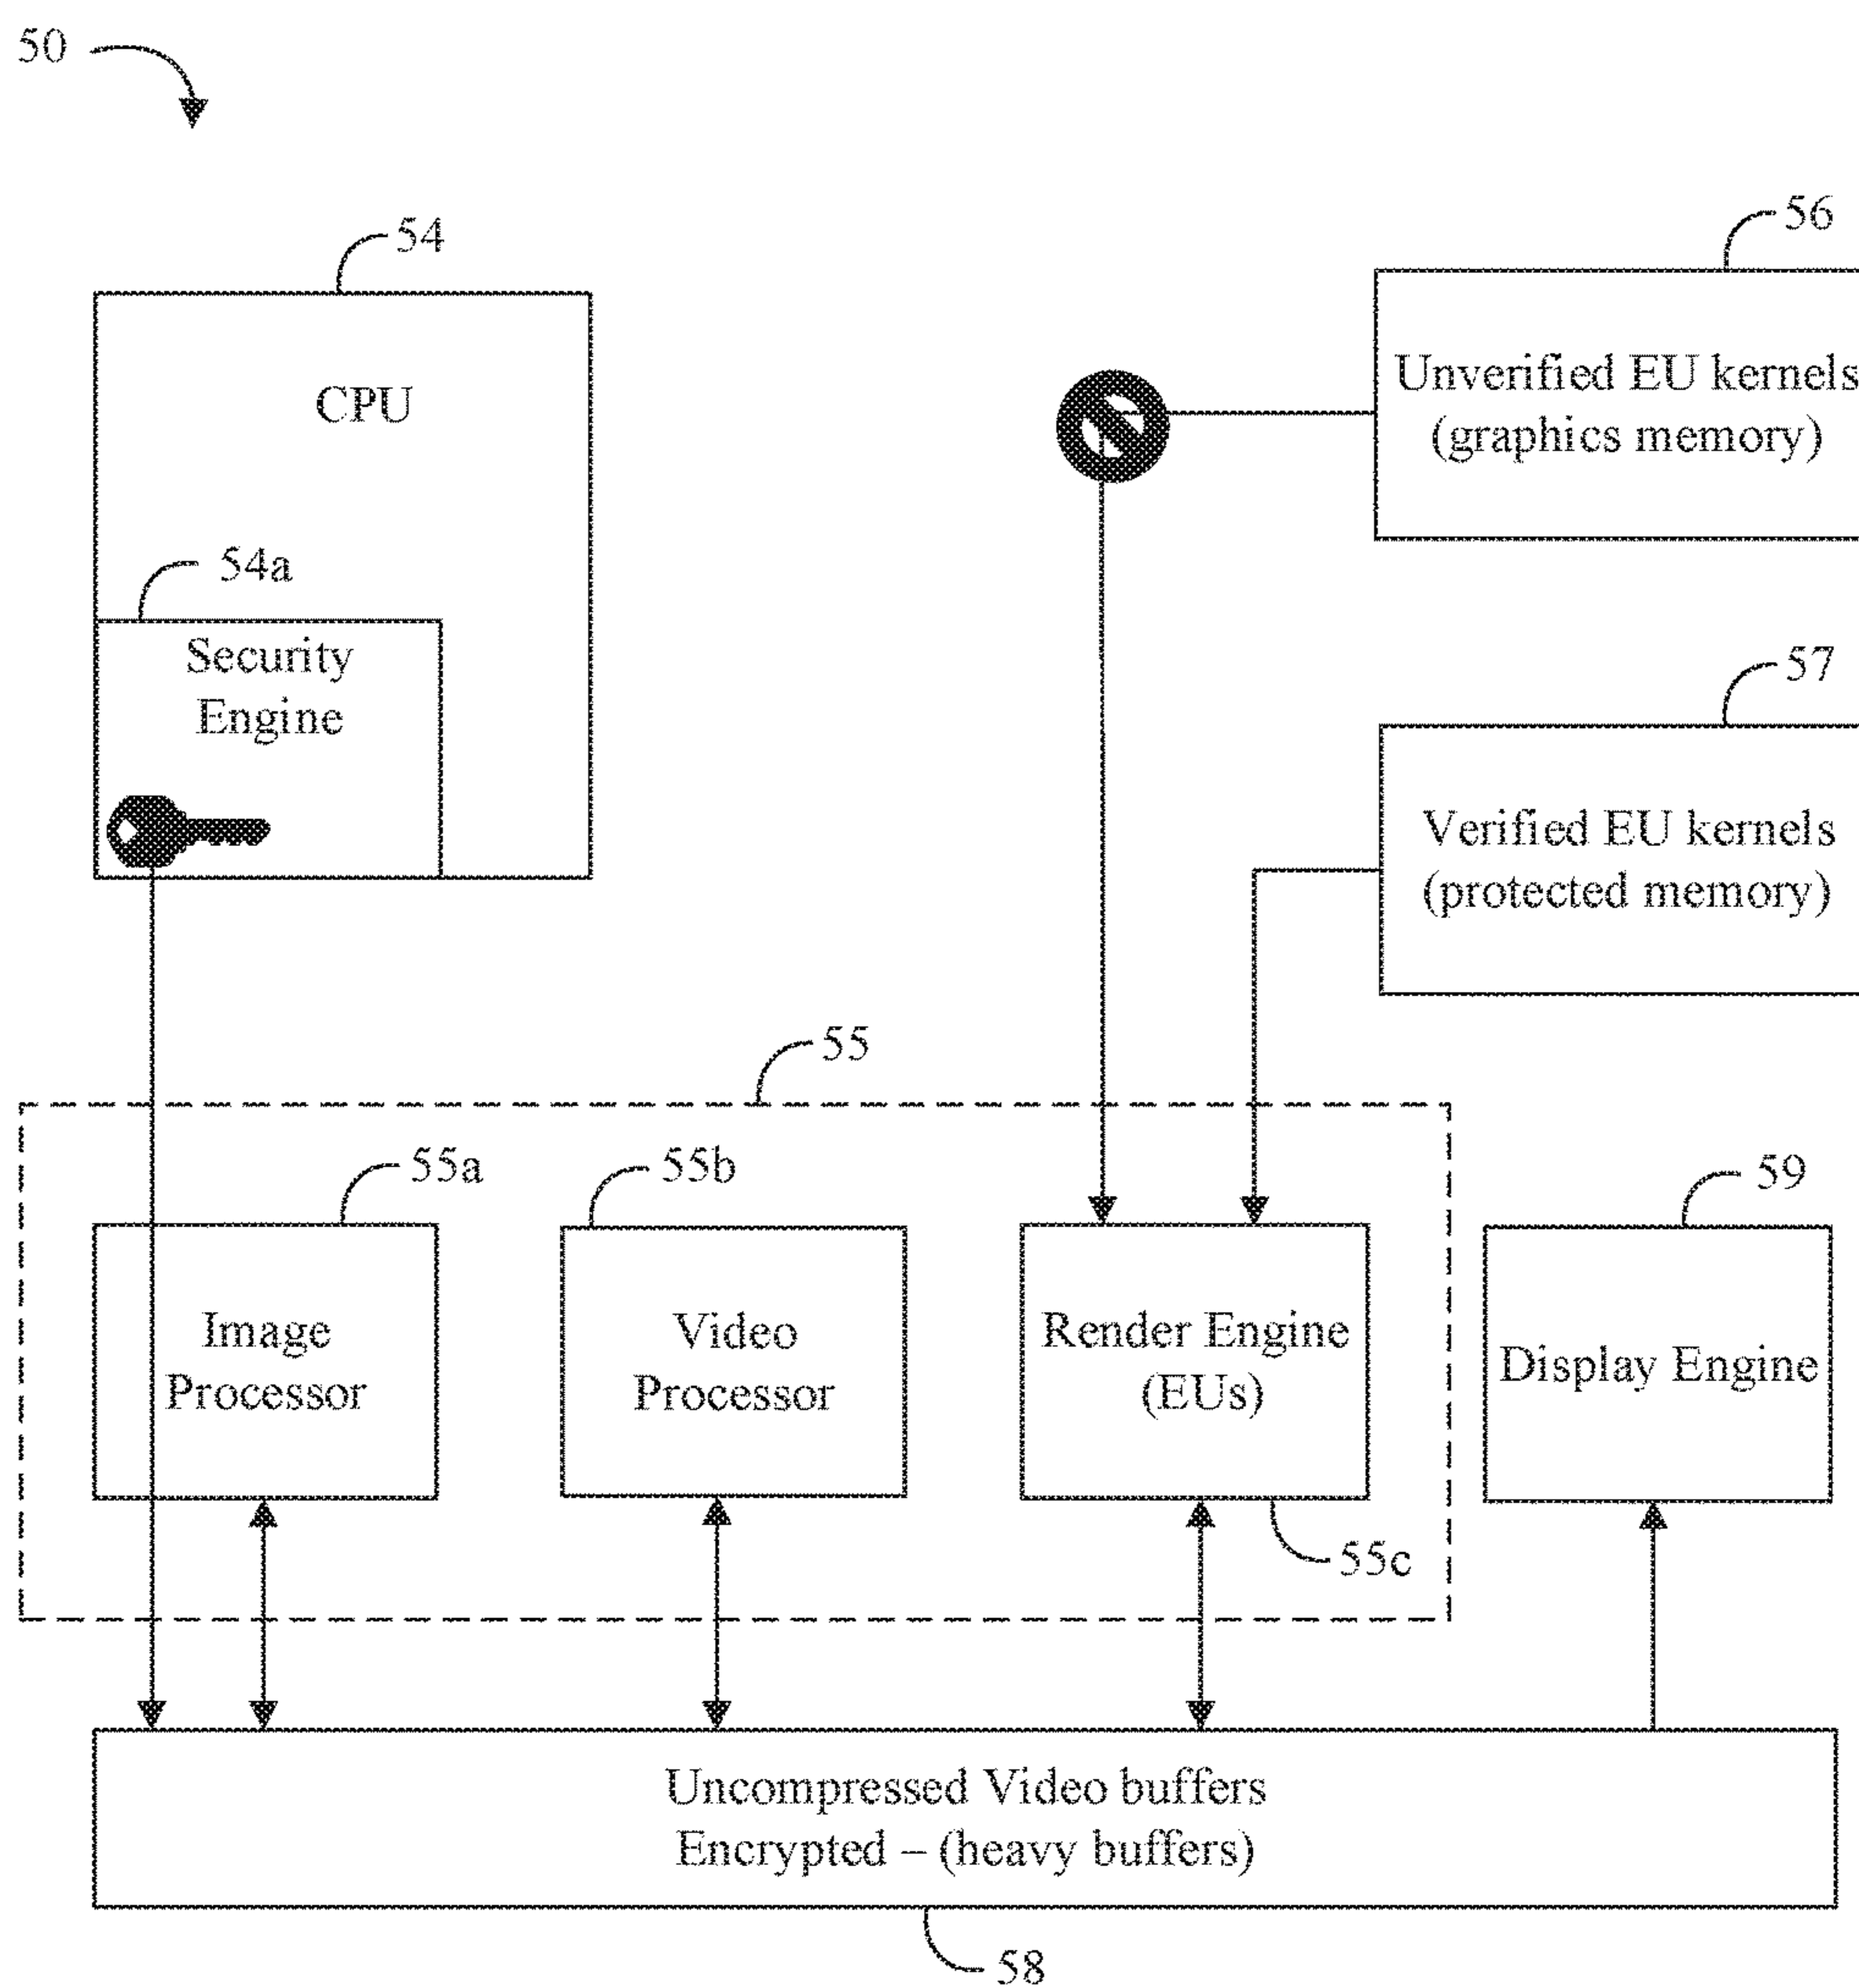 50
54
56
CPU
Unverified EU kernels
(graphics memory)
54a
Security
Engine
57
Verified EU kernels
(protected memory)
55
55a
55b
59
Image
Processor
Video
Processor
Render Engine
(EUs)
Display Engine
55c
Uncompressed Video buffers
Encrypted – (heavy buffers)
58